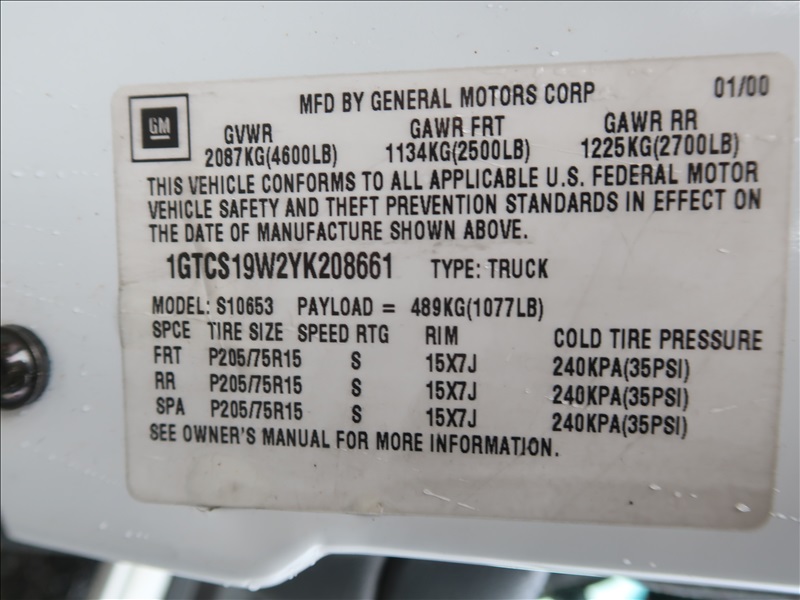 GM
MFD BY GENERAL MOTORS CORP 01/00
GVWR GAWR FRT GAWR RR
2087KG(4600LB) 1134KG(2500LB) 1225KG(2700LB)
THIS VEHICLE CONFORMS TO ALL APPLICABLE U.S. FEDERAL MOTOR
VEHICLE SAFETY AND THEFT PREVENTION STANDARDS IN EFFECT ON
THE DATE OF MANUFACTURE SHOWN ABOVE.
1GTCS19W2YK208661 TYPE: TRUCK
MODEL: S10653 PAYLOAD = 489KG(1077LB)
SPCE TIRE SIZE SPEED RTG RIM COLD TIRE PRESSURE
FRT P205/75R15 S 15X7J 240KPA(35PSI)
RR P205/75R15 S 15X7J 240KPA(35PSI)
SPA P205/75R15 S 15X7J 240KPA(35PSI)
SEE OWNER'S MANUAL FOR MORE INFORMATION.